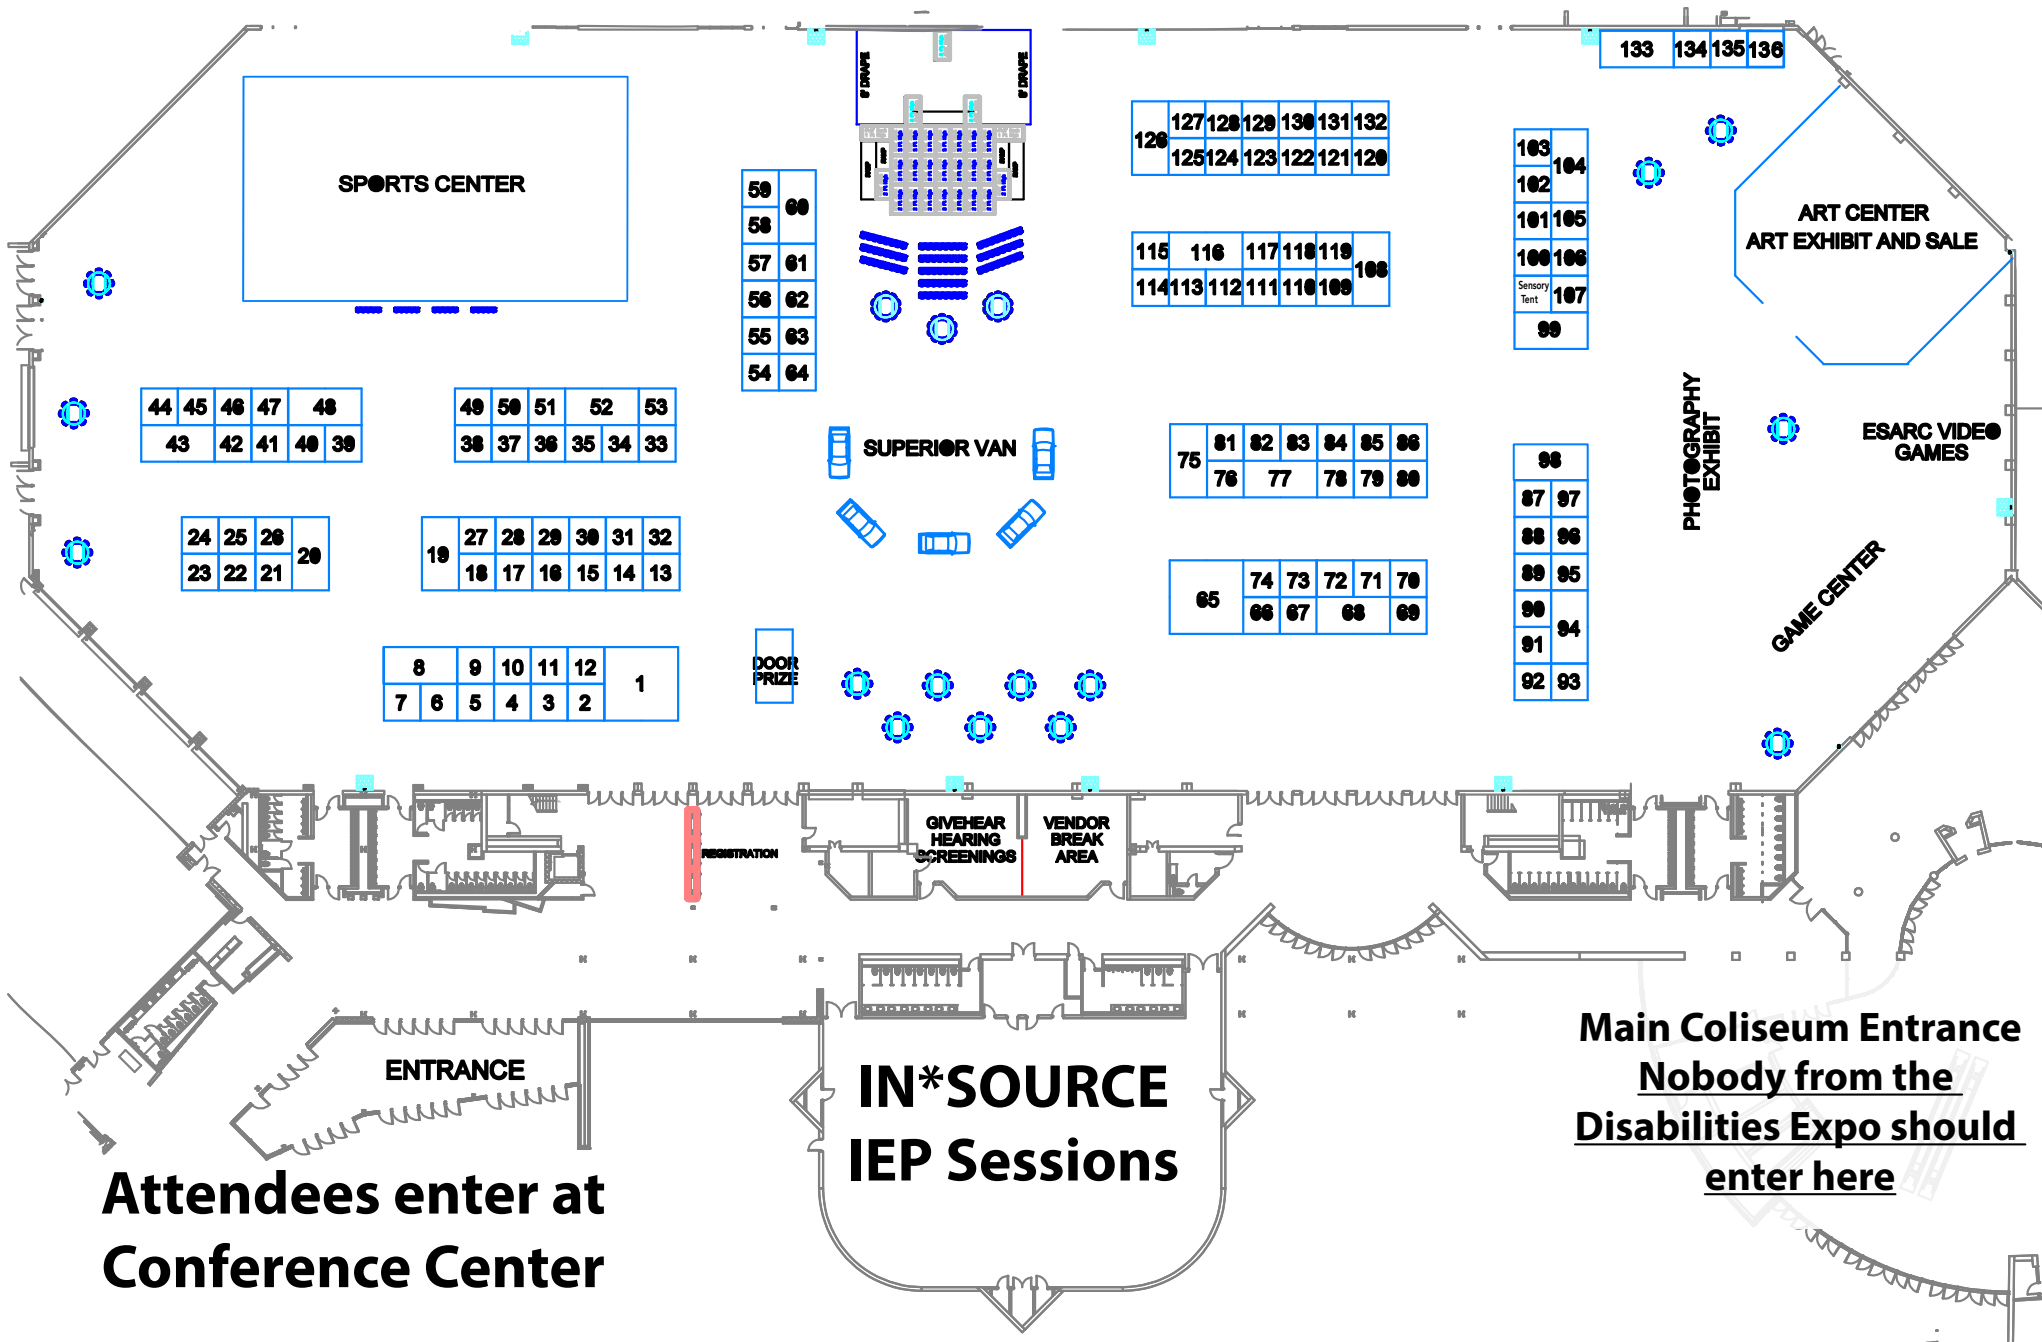 133 134 135 136
8' DRAPE
8' DRAPE
127 128 129 130 131 132
126
125 124 123 122 121 120
103
104
102
101 105
100 106
Sensory
Tent
107
99
SPORTS CENTER
59
60
58
57 61
56 62
55 63
54 64
ART CENTER
ART EXHIBIT AND SALE
115 116 117 118 119
108
114 113 112 111 110 109
44 45 46 47 48
43 42 41 40 39
49 50 51 52 53
38 37 36 35 34 33
SUPERIOR VAN
81 82 83 84 85 86
75
76 77 78 79 80
PHOTOGRAPHY
EXHIBIT
ESARC VIDEO
GAMES
98
87 97
88 96
89 95
90
94
91
92 93
24 25 26
20
23 22 21
27 28 29 30 31 32
19
18 17 16 15 14 13
74 73 72 71 70
65
66 67 68 69
GAME CENTER
8 9 10 11 12
1
7 6 5 4 3 2
DOOR
PRIZE
REGISTRATION
GIVEHEAR
HEARING
SCREENINGS
VENDOR
BREAK
AREA
ENTRANCE
Attendees enter at
Conference Center
IN*SOURCE
IEP Sessions
Main Coliseum Entrance
Nobody from the
Disabilities Expo should
enter here